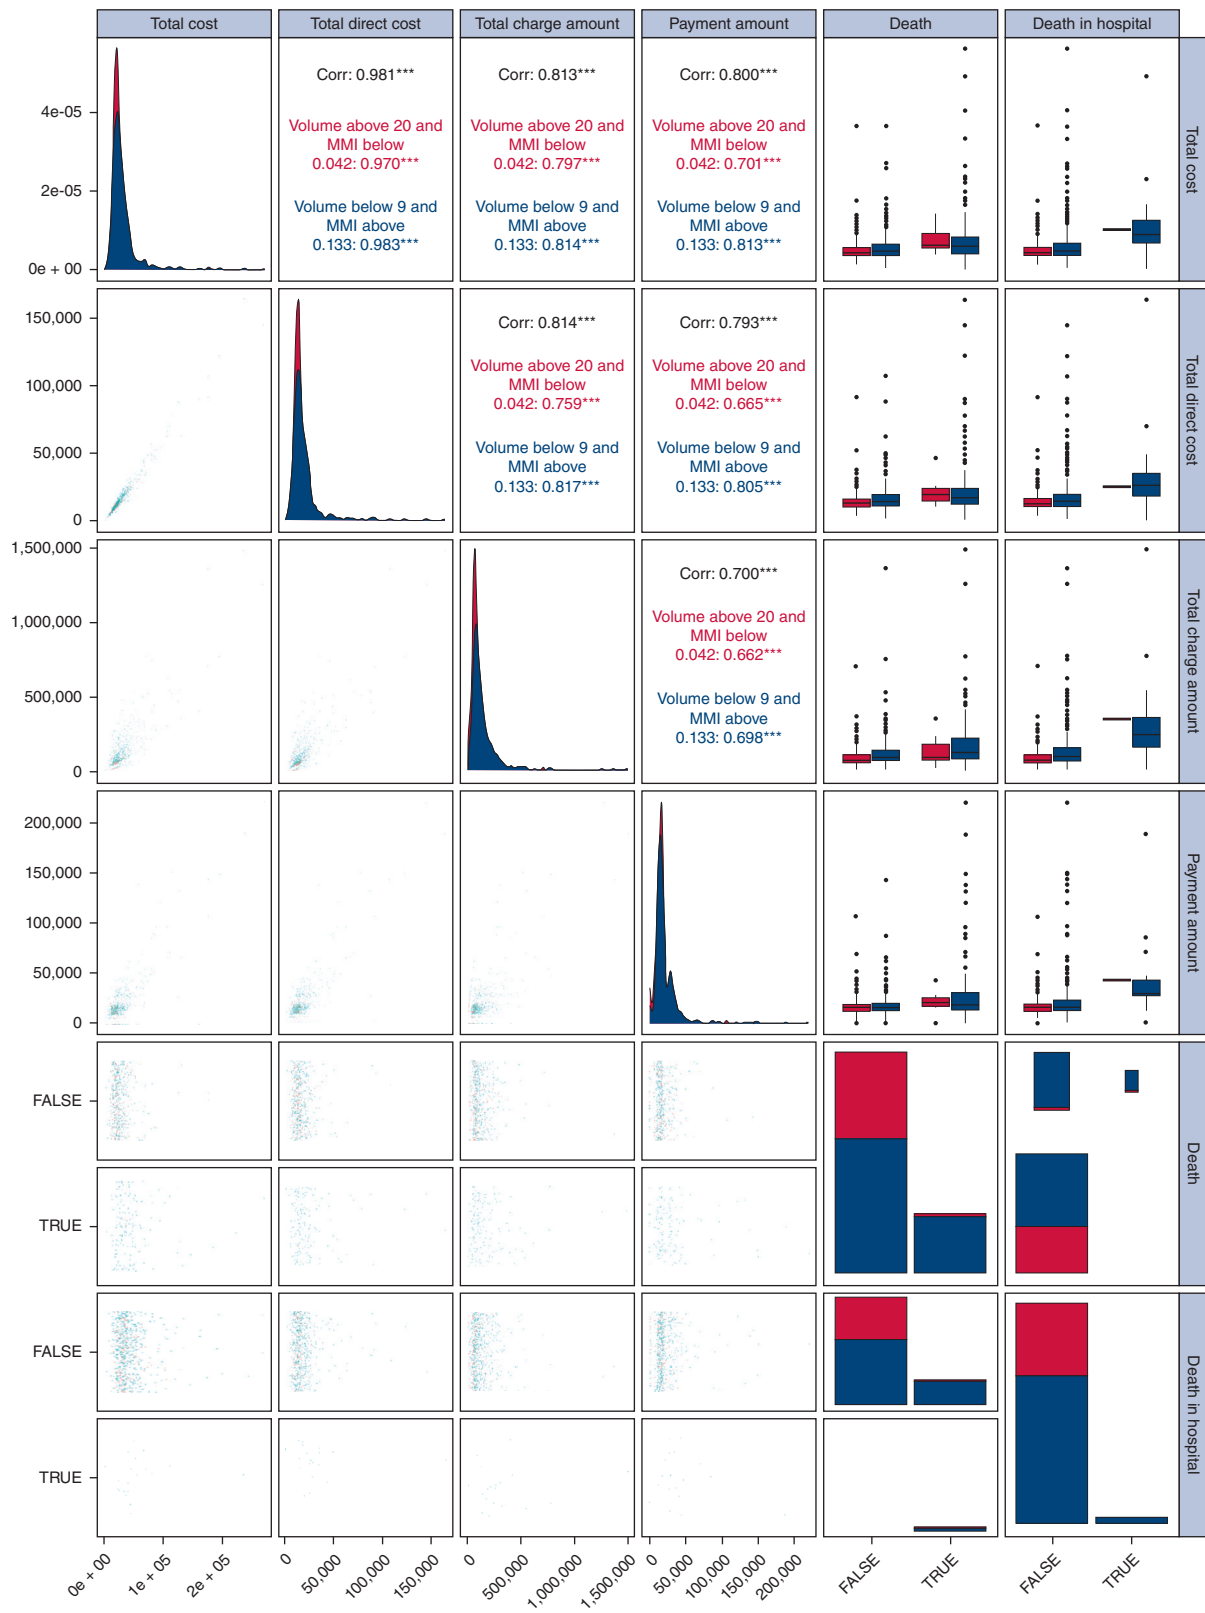 Total cost
Total direct cost
Total charge amount
Payment amount
Death
Death in hospital
4e-05
2e-05
0e + 00
Corr: 0.981***
Volume above 20 and
MMI below
0.042: 0.970***
Volume below 9 and
MMI above
0.133: 0.983***
Corr: 0.813***
Volume above 20 and
MMI below
0.042: 0.797***
Volume below 9 and
MMI above
0.133: 0.814***
Corr: 0.800***
Volume above 20 and
MMI below
0.042: 0.701***
Volume below 9 and
MMI above
0.133: 0.813***
Total cost
150,000
100,000
50,000
0
Corr: 0.814***
Volume above 20 and
MMI below
0.042: 0.759***
Volume below 9 and
MMI above
0.133: 0.817***
Corr: 0.793***
Volume above 20 and
MMI below
0.042: 0.665***
Volume below 9 and
MMI above
0.133: 0.805***
Total direct cost
1,500,000
1,000,000
500,000
0
Corr: 0.700***
Volume above 20 and
MMI below
0.042: 0.662***
Volume below 9 and
MMI above
0.133: 0.698***
Total charge amount
200,000
150,000
100,000
50,000
0
Payment amount
FALSE
TRUE
Death
FALSE
TRUE
Death in hospital
0e + 00
1e + 05
2e + 05
0
50,000
100,000
150,000
0
500,000
1,000,000
1,500,000
0
50,000
100,000
150,000
200,000
FALSE
TRUE
FALSE
TRUE